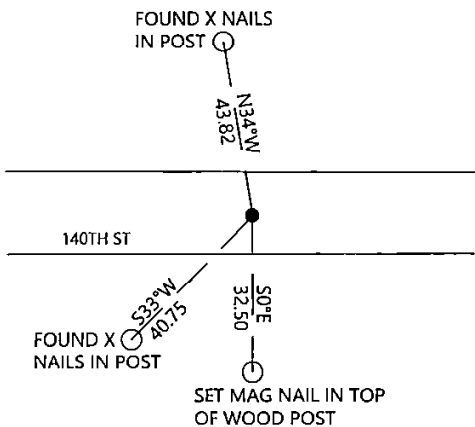 FOUND X NAILS
IN POST
N34°W
43.82
140TH ST
S33°W
40.75
S0°E
32.50
FOUND X
NAILS IN POST
SET MAG NAIL IN TOP
OF WOOD POST